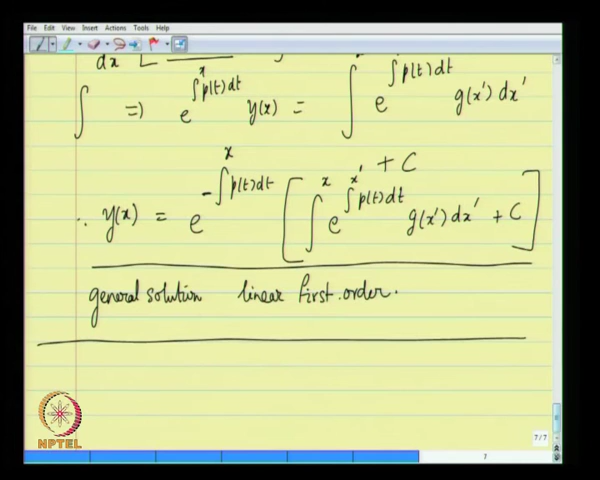 File Edit View Insert Actions Tools Help
dx [
∫ ⇒ e^{∫^x p(t)dt} y(x) = ∫ e^{∫ p(t)dt} g(x') dx'
+ C
∴ y(x) = e^{-∫^x p(t)dt} [ ∫^x e^{∫^{x'} p(t)dt} g(x') dx' + C ]
general solution linear first order.
NPTEL
7/7
7